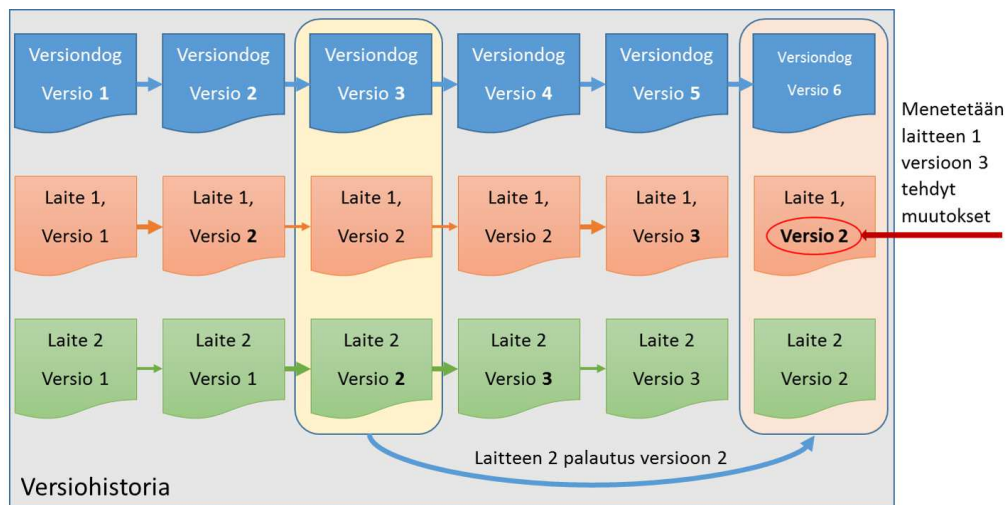 Versiondog
Versio 1
Versiondog
Versio 2
Versiondog
Versio 3
Versiondog
Versio 4
Versiondog
Versio 5
Versiondog
Versio 6
Menetetään
laitteen 1
versioon 3
tehdyt
muutokset
Laite 1,
Versio 1
Laite 1,
Versio 2
Laite 1,
Versio 2
Laite 1,
Versio 2
Laite 1,
Versio 3
Laite 1,
Versio 2
Laite 2
Versio 1
Laite 2
Versio 1
Laite 2
Versio 2
Laite 2
Versio 3
Laite 2
Versio 3
Laite 2
Versio 2
Laitteen 2 palautus versioon 2
Versiohistoria